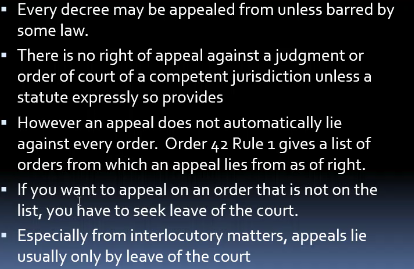 ▪ Every decree may be appealed from unless barred by
some law.
▪ There is no right of appeal against a judgment or
order of court of a competent jurisdiction unless a
statute expressly so provides
▪ However an appeal does not automatically lie
against every order.  Order 42 Rule 1 gives a list of
orders from which an appeal lies from as of right.
▪ If you want to appeal on an order that is not on the
list, you have to seek leave of the court.
▪ Especially from interlocutory matters, appeals lie
usually only by leave of the court